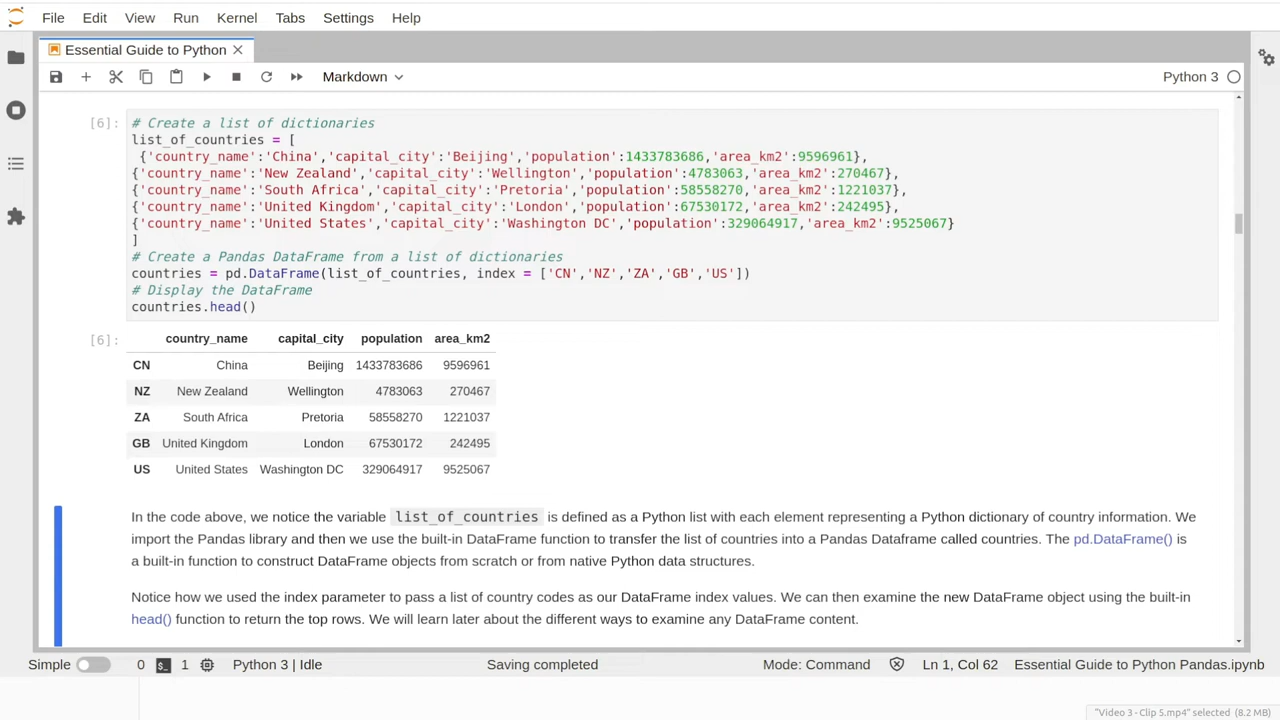 File Edit View Run Kernel Tabs Settings Help
Essential Guide to Python
Markdown
Python 3
[6]:
# Create a list of dictionaries
list_of_countries = [
{'country_name':'China','capital_city':'Beijing','population':1433783686,'area_km2':9596961},
{'country_name':'New Zealand','capital_city':'Wellington','population':4783063,'area_km2':270467},
{'country_name':'South Africa','capital_city':'Pretoria','population':58558270,'area_km2':1221037},
{'country_name':'United Kingdom','capital_city':'London','population':67530172,'area_km2':242495},
{'country_name':'United States','capital_city':'Washington DC','population':329064917,'area_km2':9525067}
]
# Create a Pandas DataFrame from a list of dictionaries
countries = pd.DataFrame(list_of_countries, index = ['CN','NZ','ZA','GB','US'])
# Display the DataFrame
countries.head()
[6]:
country_name capital_city population area_km2
CN China Beijing 1433783686 9596961
NZ New Zealand Wellington 4783063 270467
ZA South Africa Pretoria 58558270 1221037
GB United Kingdom London 67530172 242495
US United States Washington DC 329064917 9525067
In the code above, we notice the variable list_of_countries is defined as a Python list with each element representing a Python dictionary of country information. We
import the Pandas library and then we use the built-in DataFrame function to transfer the list of countries into a Pandas Dataframe called countries. The pd.DataFrame() is
a built-in function to construct DataFrame objects from scratch or from native Python data structures.
Notice how we used the index parameter to pass a list of country codes as our DataFrame index values. We can then examine the new DataFrame object using the built-in
head() function to return the top rows. We will learn later about the different ways to examine any DataFrame content.
Simple 0 1 Python 3 | Idle Saving completed Mode: Command Ln 1, Col 62 Essential Guide to Python Pandas.ipynb
"Video 3 - Clip 5.mp4" selected (8.2 MB)